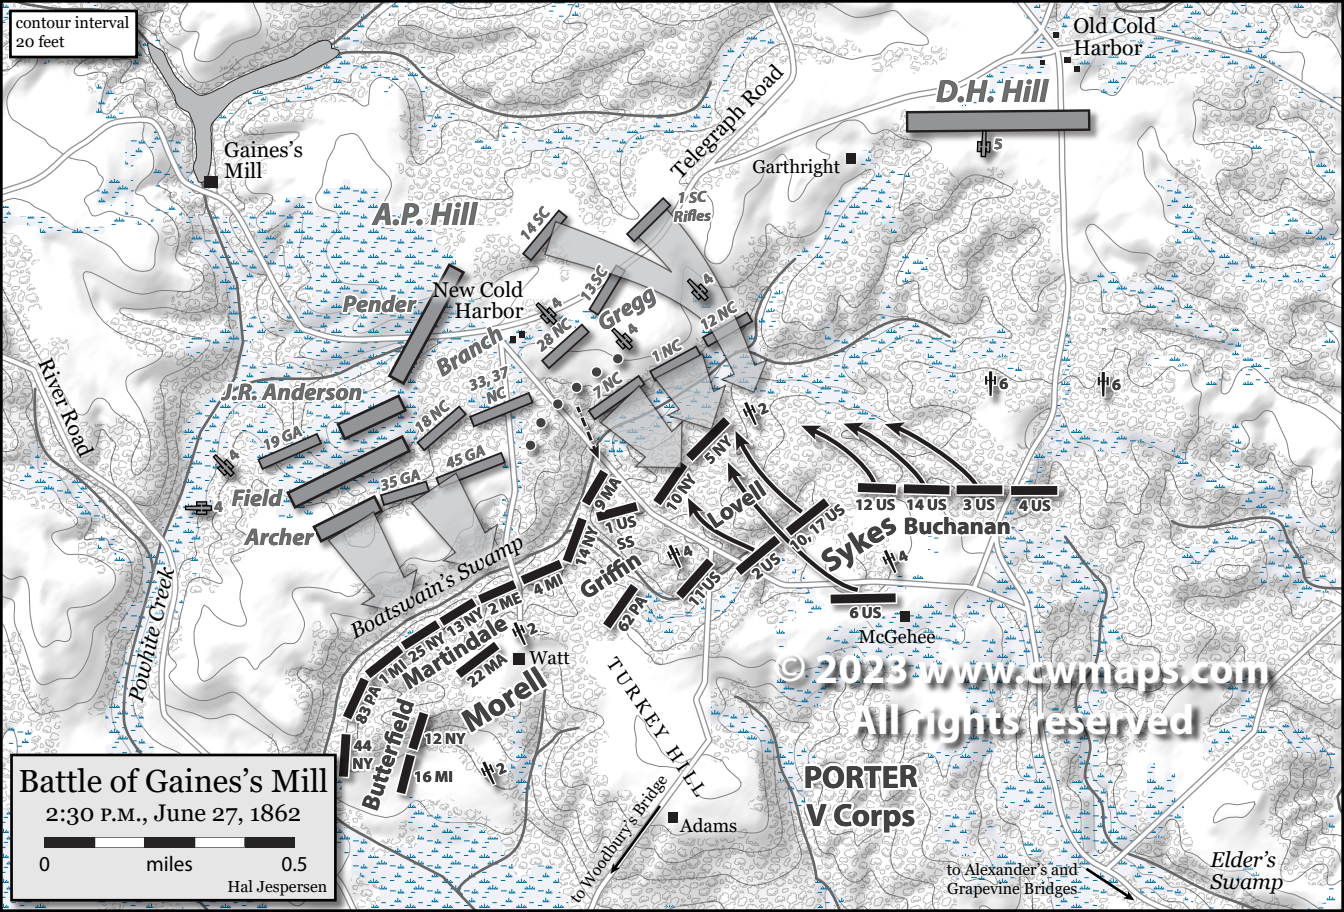 contour interval
20 feet
Old Cold
Harbor
D.H. Hill
5
Telegraph Road
Garthright
Gaines's
Mill
A.P. Hill
14 SC
1 SC
Rifles
Pender
New Cold
Harbor
4
13 SC
Gregg
4
12 NC
Branch
28 NC
4
1 NC
6
6
River Road
J.R. Anderson
33, 37
NC
7 NC
2
19 GA
18 NC
5 NY
4
35 GA
45 GA
Field
4
Archer
9 MA
10 NY
Lovell
12 US
14 US
3 US
4 US
Buchanan
1 US
SS
10, 17 US
Sykes
14 NY
Griffin
4
2 US
4
Boatswain's Swamp
4 MI
11 US
6 US
62 PA
McGehee
2 ME
13 NY
25 NY
1 MI
Martindale
2
Watt
22 MA
Powhite Creek
83 PA
Morell
TURKEY HILL
© 2023 www.cwmaps.com
All rights reserved
44
NY
Butterfield
12 NY
16 MI
2
PORTER
V Corps
Battle of Gaines's Mill
2:30 P.M., June 27, 1862
0
miles
0.5
Hal Jespersen
Adams
to Woodbury's Bridge
to Alexander's and
Grapevine Bridges
Elder's
Swamp